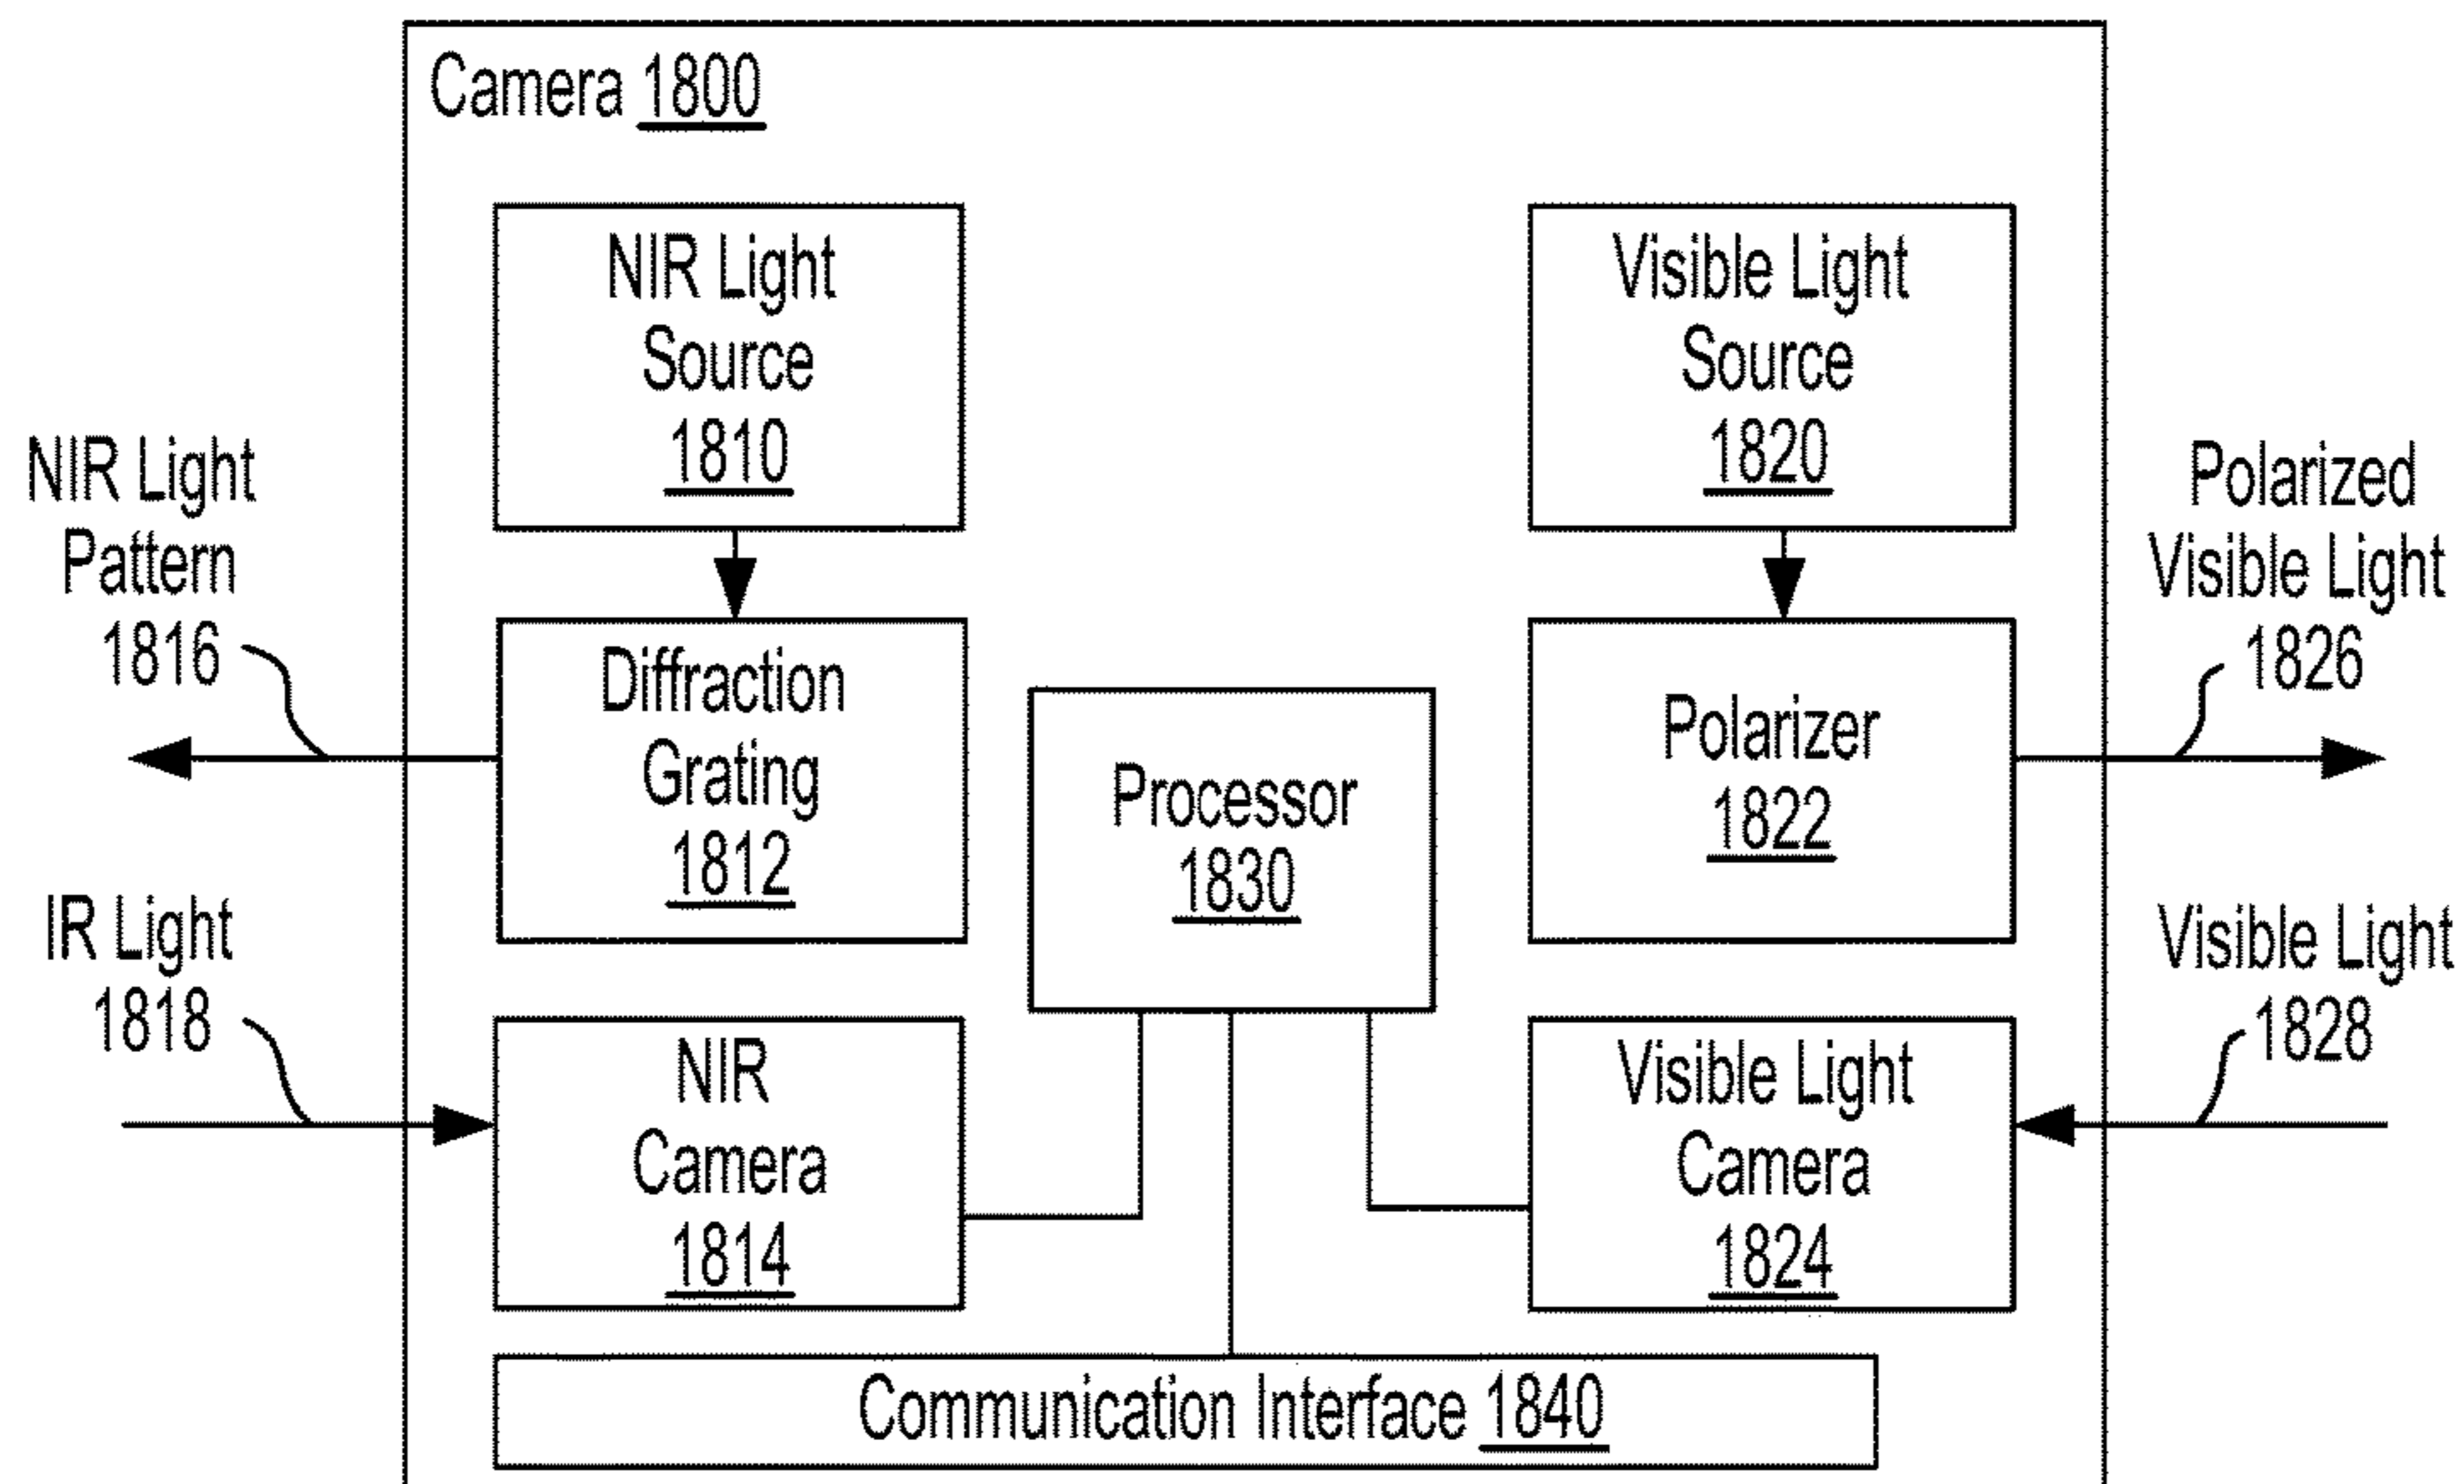 Camera 1800
NIR Light
Source
1810
Visible Light
Source
1820
NIR Light
Pattern
1816
Polarized
Visible Light
1826
Diffraction
Grating
1812
Processor
1830
Polarizer
1822
IR Light
1818
Visible Light
1828
NIR
Camera
1814
Visible Light
Camera
1824
Communication Interface 1840